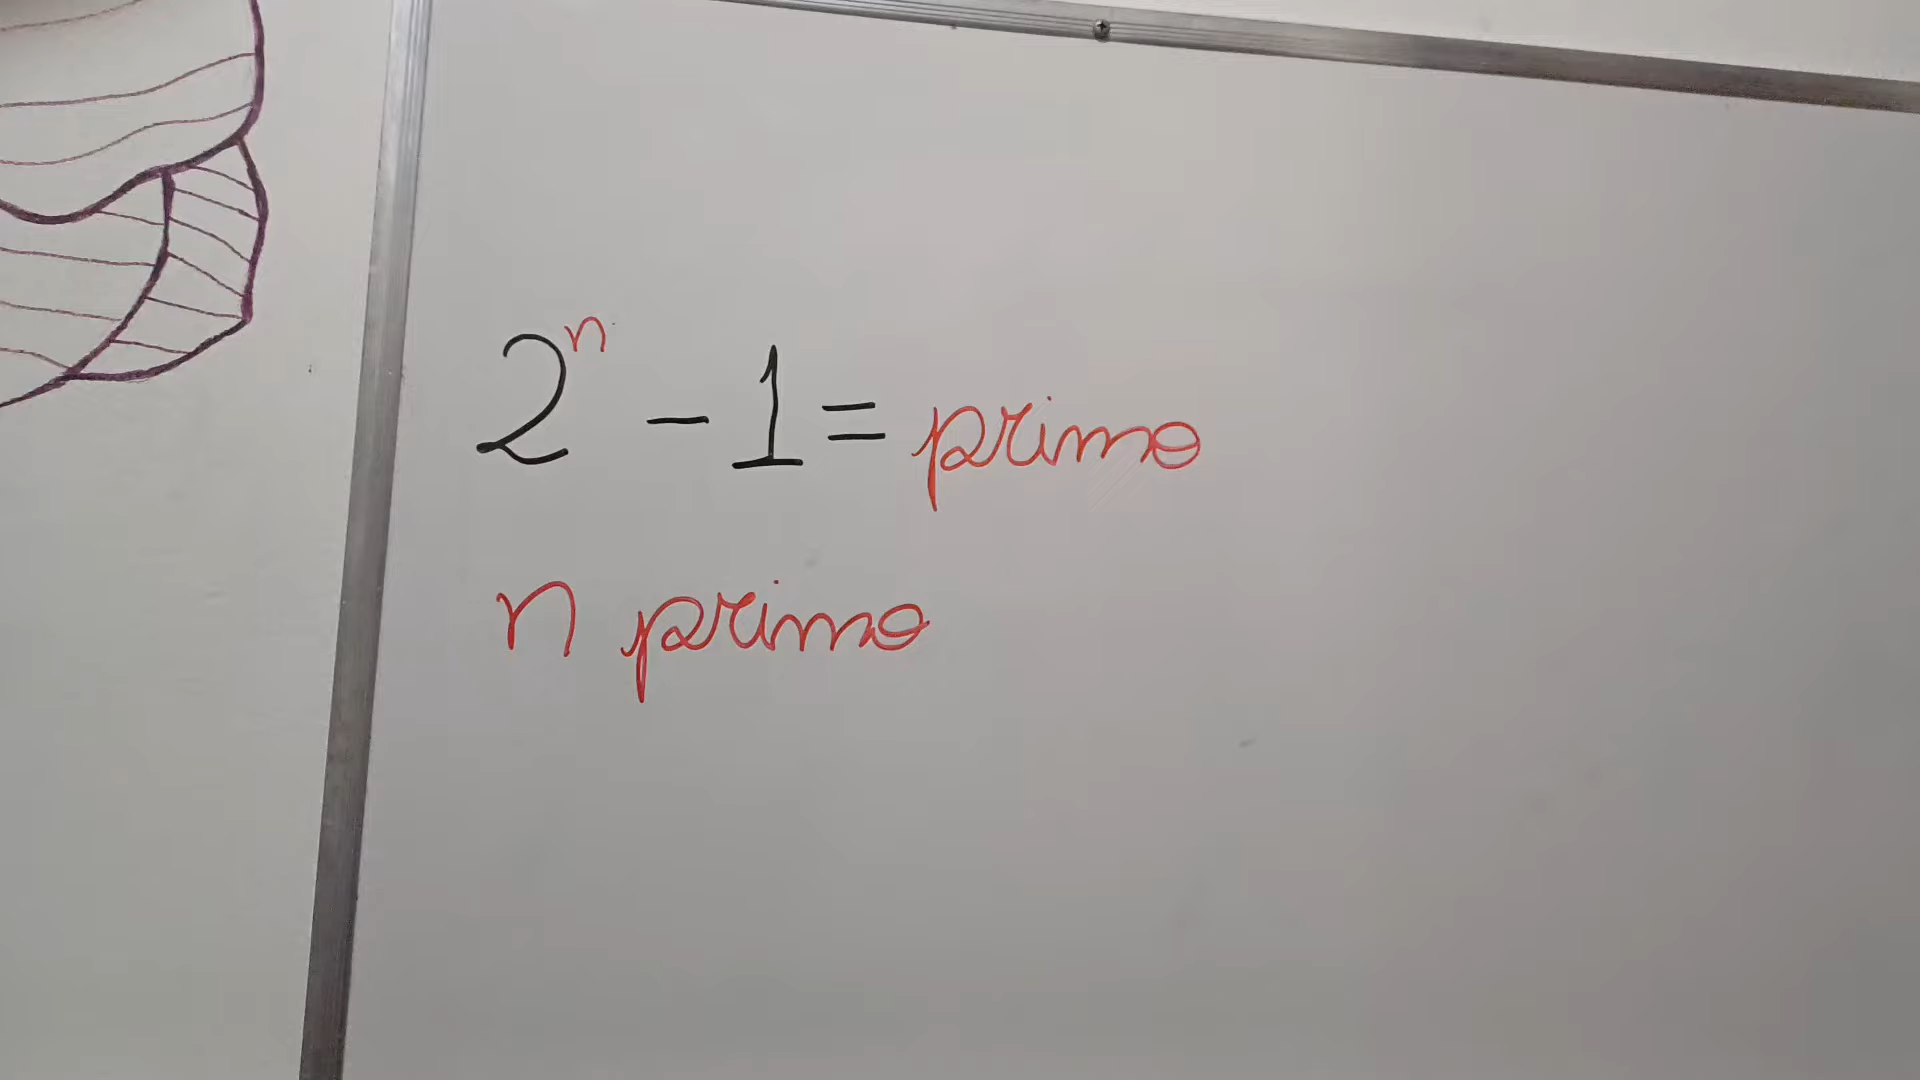 2ⁿ - 1 = primo
n primo